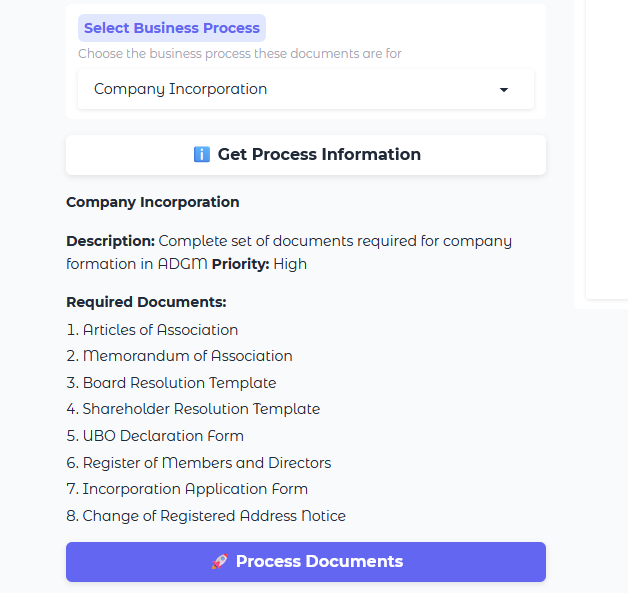 Select Business Process
Choose the business process these documents are for
Company Incorporation
ℹ️ Get Process Information
Company Incorporation
Description: Complete set of documents required for company
formation in ADGM Priority: High
Required Documents:
1. Articles of Association
2. Memorandum of Association
3. Board Resolution Template
4. Shareholder Resolution Template
5. UBO Declaration Form
6. Register of Members and Directors
7. Incorporation Application Form
8. Change of Registered Address Notice
🚀 Process Documents